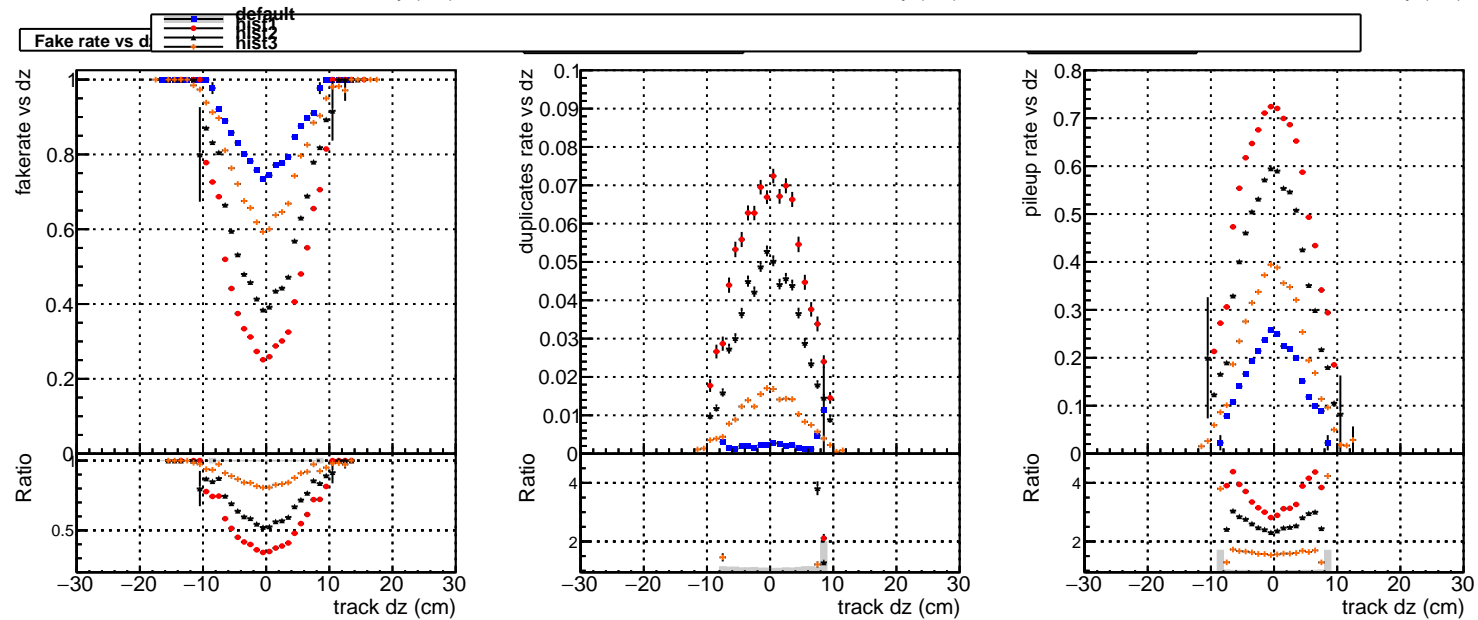 default
hist1
hist2
hist3
Fake rate vs dz
fakerate vs dz
1
0.8
0.6
0.4
0.2
0
Ratio
1
0.5
−30 −20 −10 0 10 20 30
track dz (cm)
duplicates rate vs dz
0.1
0.09
0.08
0.07
0.06
0.05
0.04
0.03
0.02
0.01
0
Ratio
4
2
−30 −20 −10 0 10 20 30
track dz (cm)
pileup rate vs dz
0.8
0.7
0.6
0.5
0.4
0.3
0.2
0.1
0
Ratio
4
2
−30 −20 −10 0 10 20 30
track dz (cm)